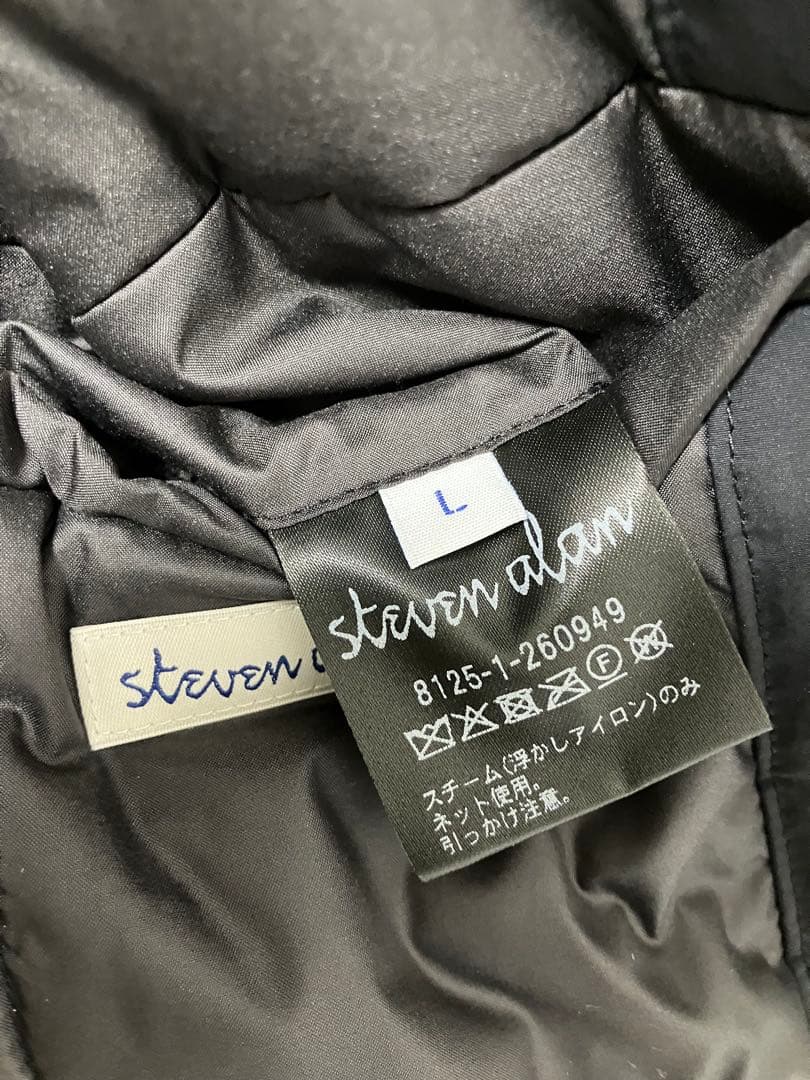 L
steven alan
8125-1-260949
F W
スチーム(浮かしアイロン)のみ
ネット使用。
引っかけ注意。
steven a